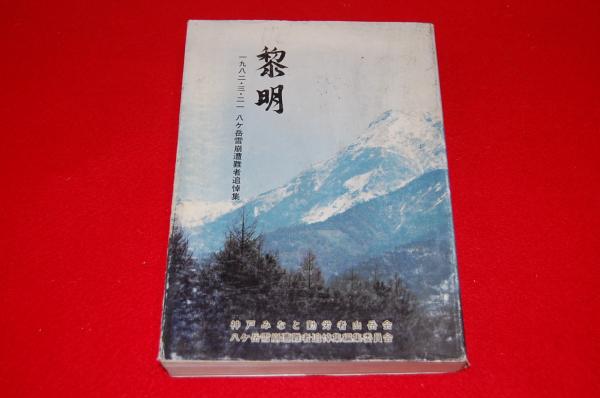 黎明
一九八二・三・二一 八ケ岳雪崩遭難者追悼集
神戸みなと勤労者山岳会
八ケ岳雪崩遭難者追悼集編集委員会